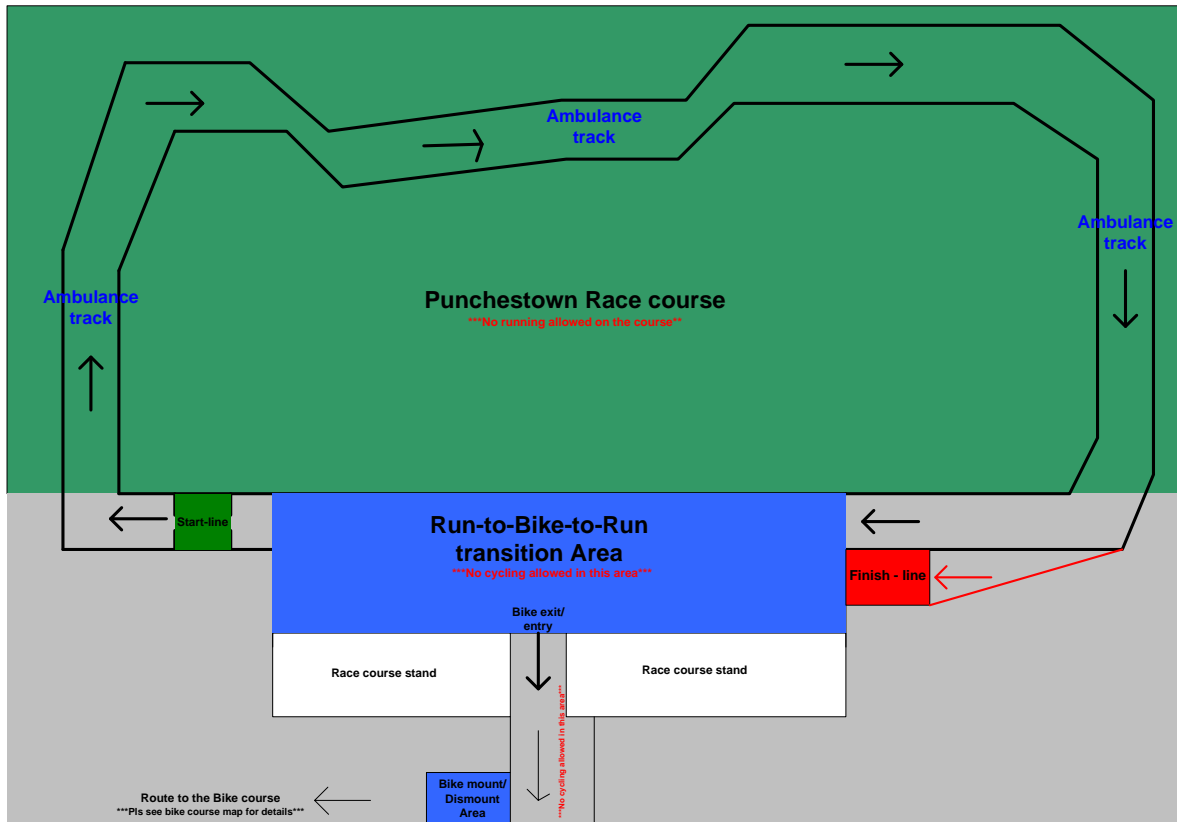 Ambulance
track
Ambulance
track
Ambulance
track
Punchestown Race course
***No running allowed on the course**
Start-line
Run-to-Bike-to-Run
transition Area
***No cycling allowed in this area***
Finish - line
Bike exit/
entry
Race course stand
Race course stand
***No cycling allowed in this area***
Bike mount/
Dismount
Area
Route to the Bike course
***Pls see bike course map for details***